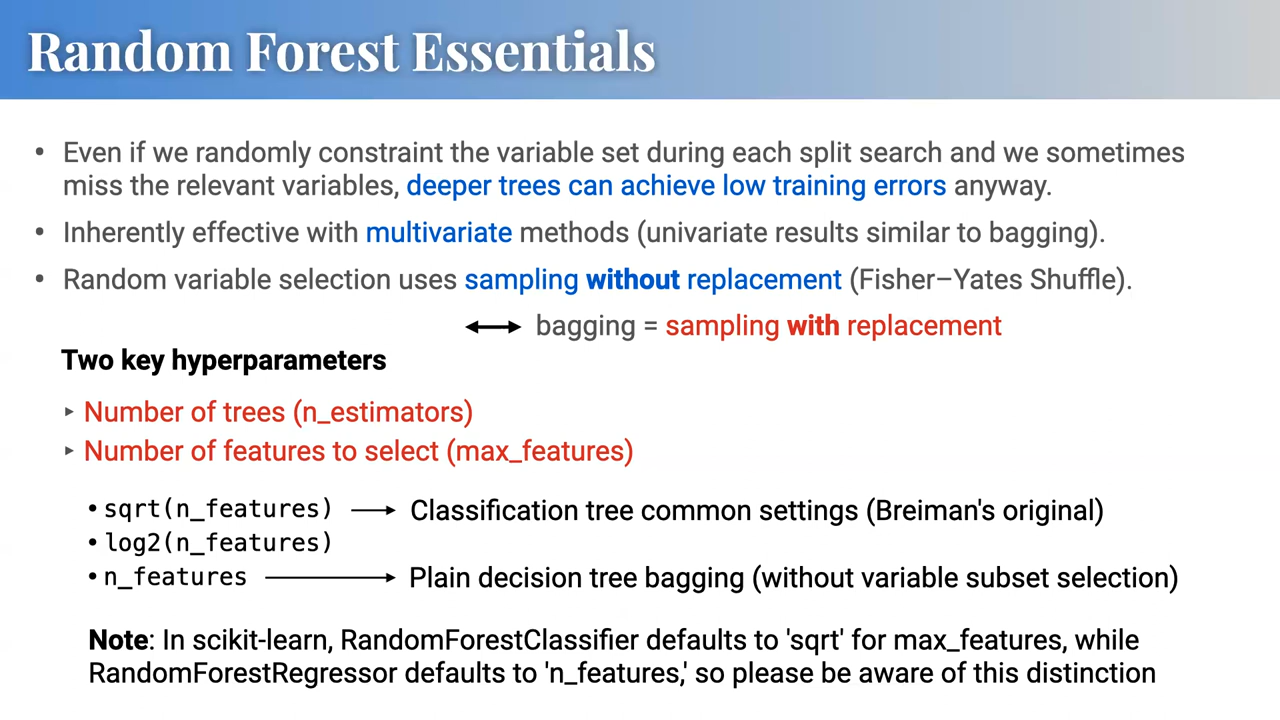 Random Forest Essentials
• Even if we randomly constraint the variable set during each split search and we sometimes
miss the relevant variables, deeper trees can achieve low training errors anyway.
• Inherently effective with multivariate methods (univariate results similar to bagging).
• Random variable selection uses sampling without replacement (Fisher–Yates Shuffle).
bagging = sampling with replacement
Two key hyperparameters
‣ Number of trees (n_estimators)
‣ Number of features to select (max_features)
• sqrt(n_features) Classification tree common settings (Breiman's original)
• log2(n_features)
• n_features Plain decision tree bagging (without variable subset selection)
Note: In scikit-learn, RandomForestClassifier defaults to 'sqrt' for max_features, while
RandomForestRegressor defaults to 'n_features,' so please be aware of this distinction